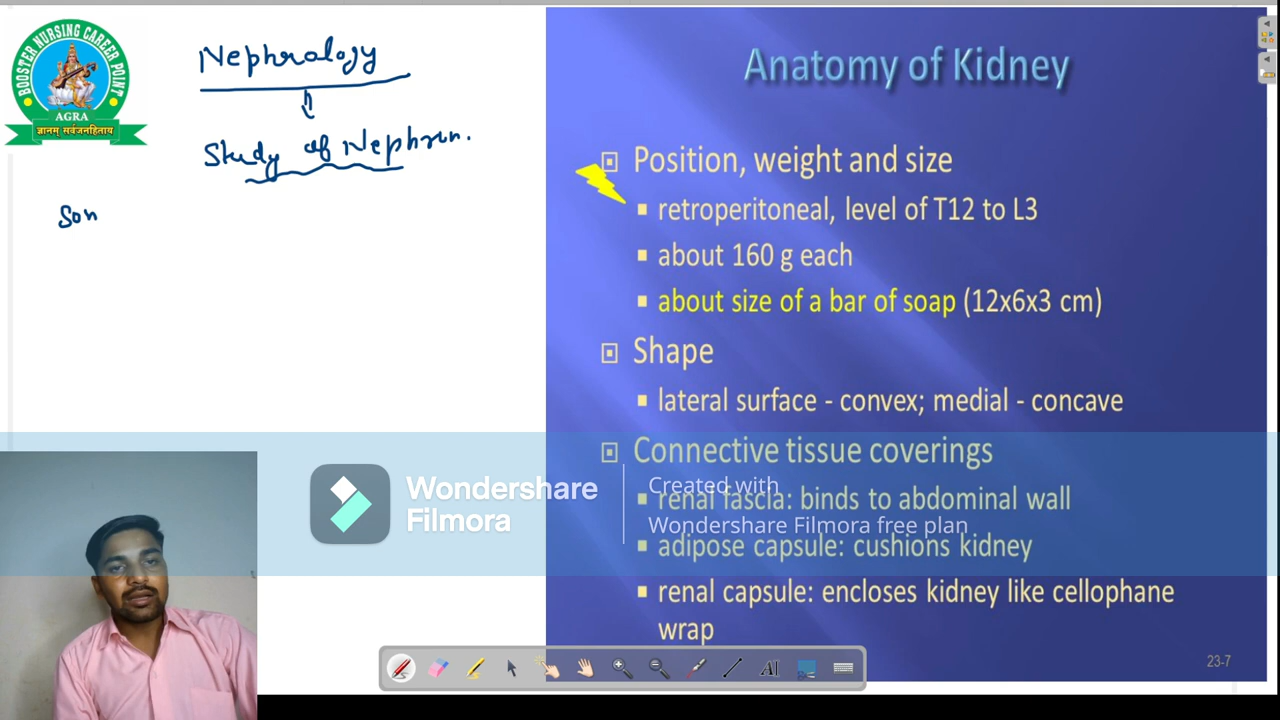 BOOSTER NURSING CAREER POINT
AGRA
ज्ञानम् सर्वजनहिताय
Nephrology
Study of Nephron.
Son
Anatomy of Kidney
Position, weight and size
retroperitoneal, level of T12 to L3
about 160 g each
about size of a bar of soap (12x6x3 cm)
Shape
lateral surface - convex; medial - concave
Connective tissue coverings
renal fascia: binds to abdominal wall
adipose capsule: cushions kidney
renal capsule: encloses kidney like cellophane
wrap
23-7
Wondershare
Filmora
Created with
Wondershare Filmora free plan
AI